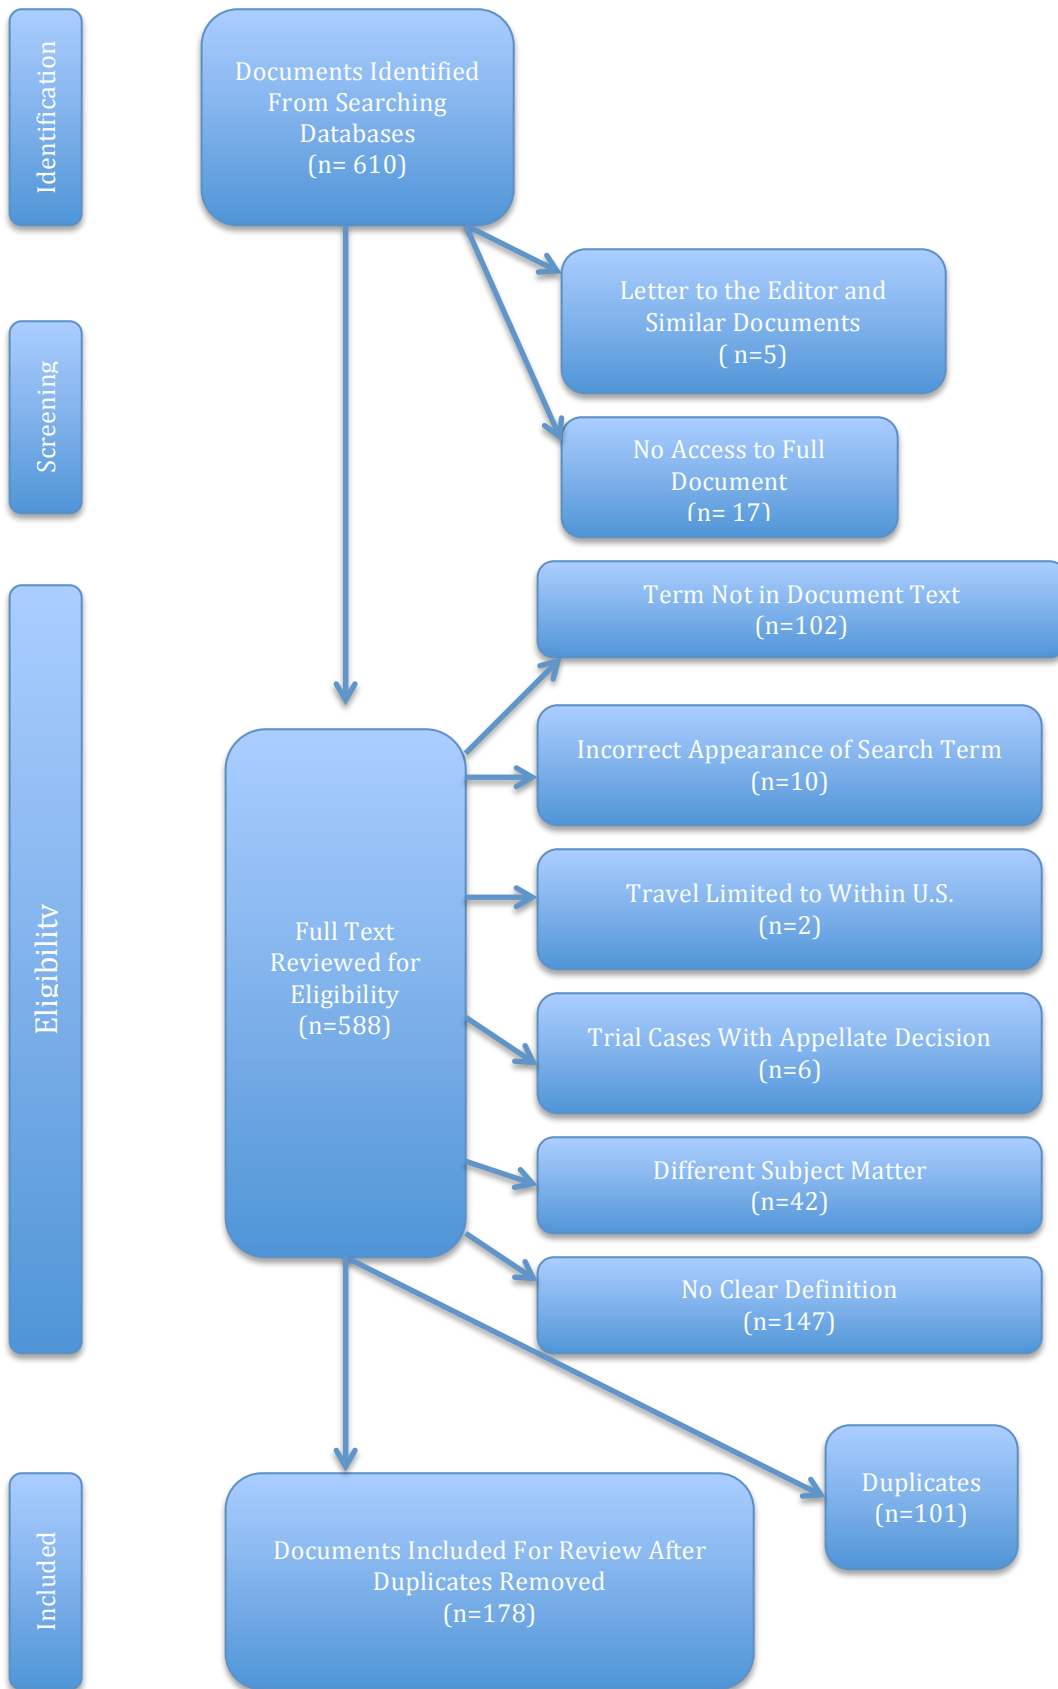 Identification
Documents Identified
From Searching
Databases
(n= 610)
Letter to the Editor and
Similar Documents
( n=5)
Screening
No Access to Full
Document
(n= 17)
Term Not in Document Text
(n=102)
Incorrect Appearance of Search Term
(n=10)
Travel Limited to Within U.S.
(n=2)
Eligibility
Full Text
Reviewed for
Eligibility
(n=588)
Trial Cases With Appellate Decision
(n=6)
Different Subject Matter
(n=42)
No Clear Definition
(n=147)
Duplicates
(n=101)
Included
Documents Included For Review After
Duplicates Removed
(n=178)